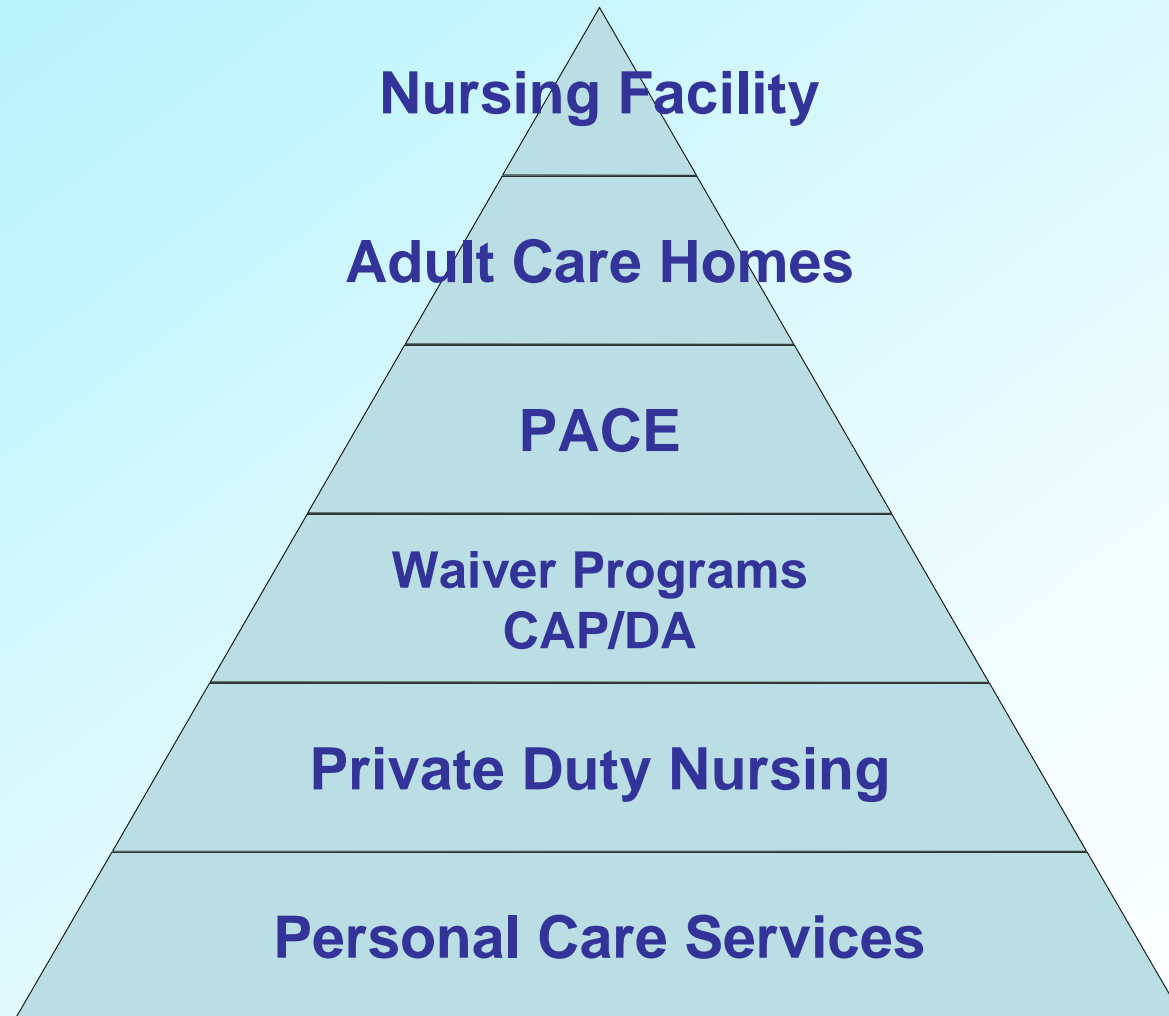 Nursing Facility
Adult Care Homes
PACE
Waiver Programs
CAP/DA
Private Duty Nursing
Personal Care Services